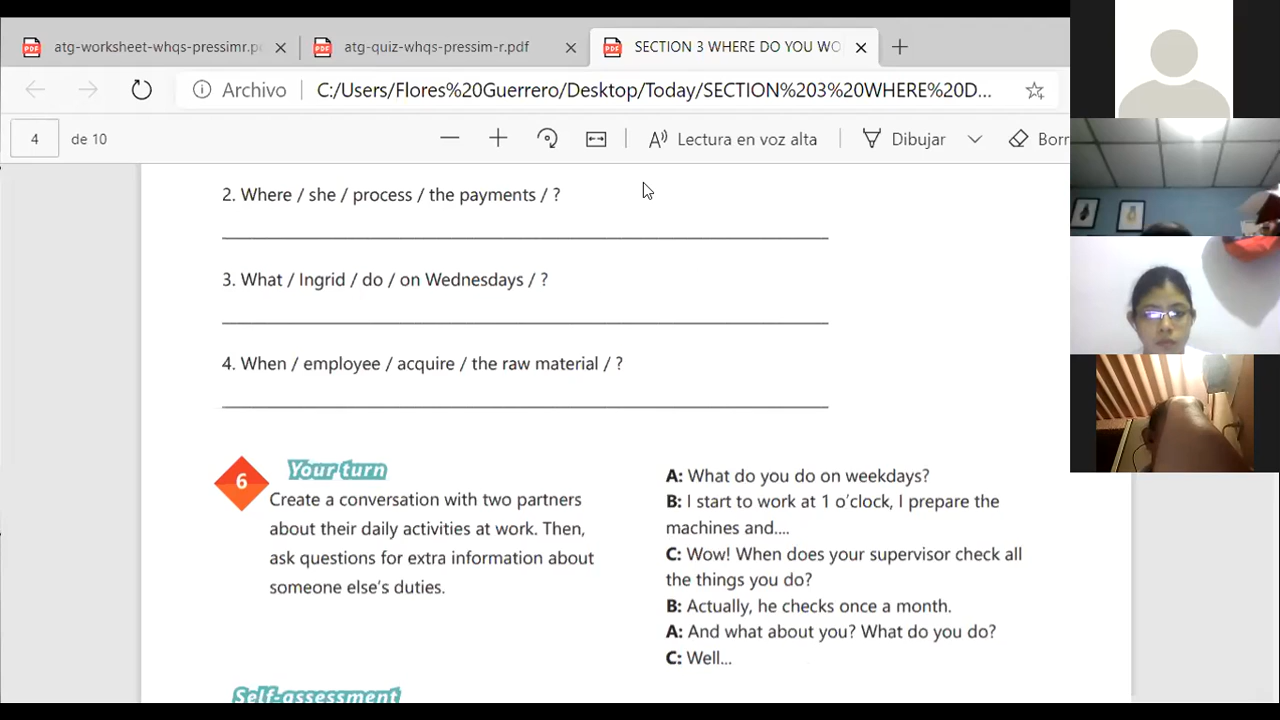 atg-worksheet-whqs-pressimr.p
atg-quiz-whqs-pressim-r.pdf
SECTION 3 WHERE DO YOU WO
Archivo
C:/Users/Flores%20Guerrero/Desktop/Today/SECTION%203%20WHERE%20D...
4 de 10
Lectura en voz alta
Dibujar
Borr
2. Where / she / process / the payments / ?
3. What / Ingrid / do / on Wednesdays / ?
4. When / employee / acquire / the raw material / ?
6
Your turn
Create a conversation with two partners
about their daily activities at work. Then,
ask questions for extra information about
someone else's duties.
A: What do you do on weekdays?
B: I start to work at 1 o'clock, I prepare the
machines and....
C: Wow! When does your supervisor check all
the things you do?
B: Actually, he checks once a month.
A: And what about you? What do you do?
C: Well...
Self-assessment